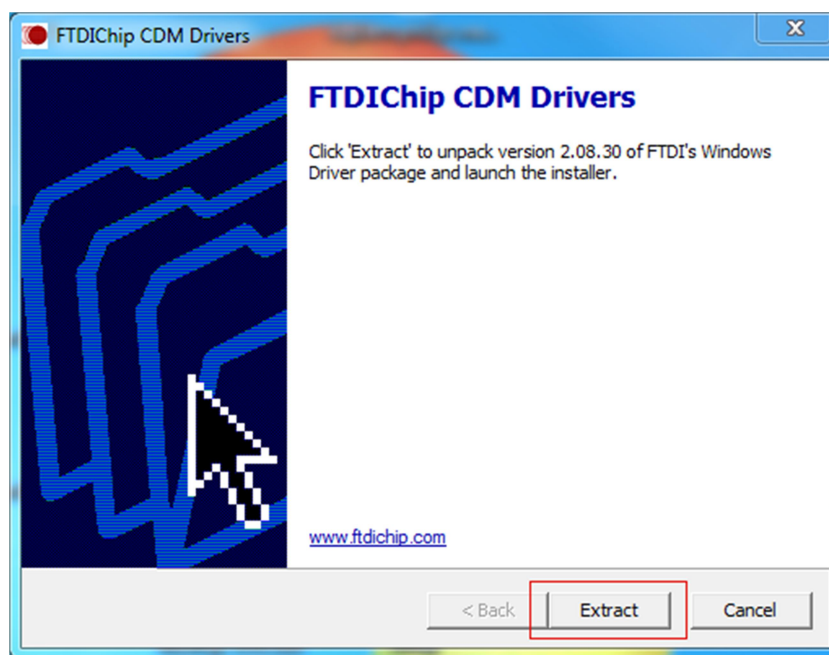 FTDIChip CDM Drivers
FTDIChip CDM Drivers
Click 'Extract' to unpack version 2.08.30 of FTDI's Windows
Driver package and launch the installer.
www.ftdichip.com
< Back
Extract
Cancel